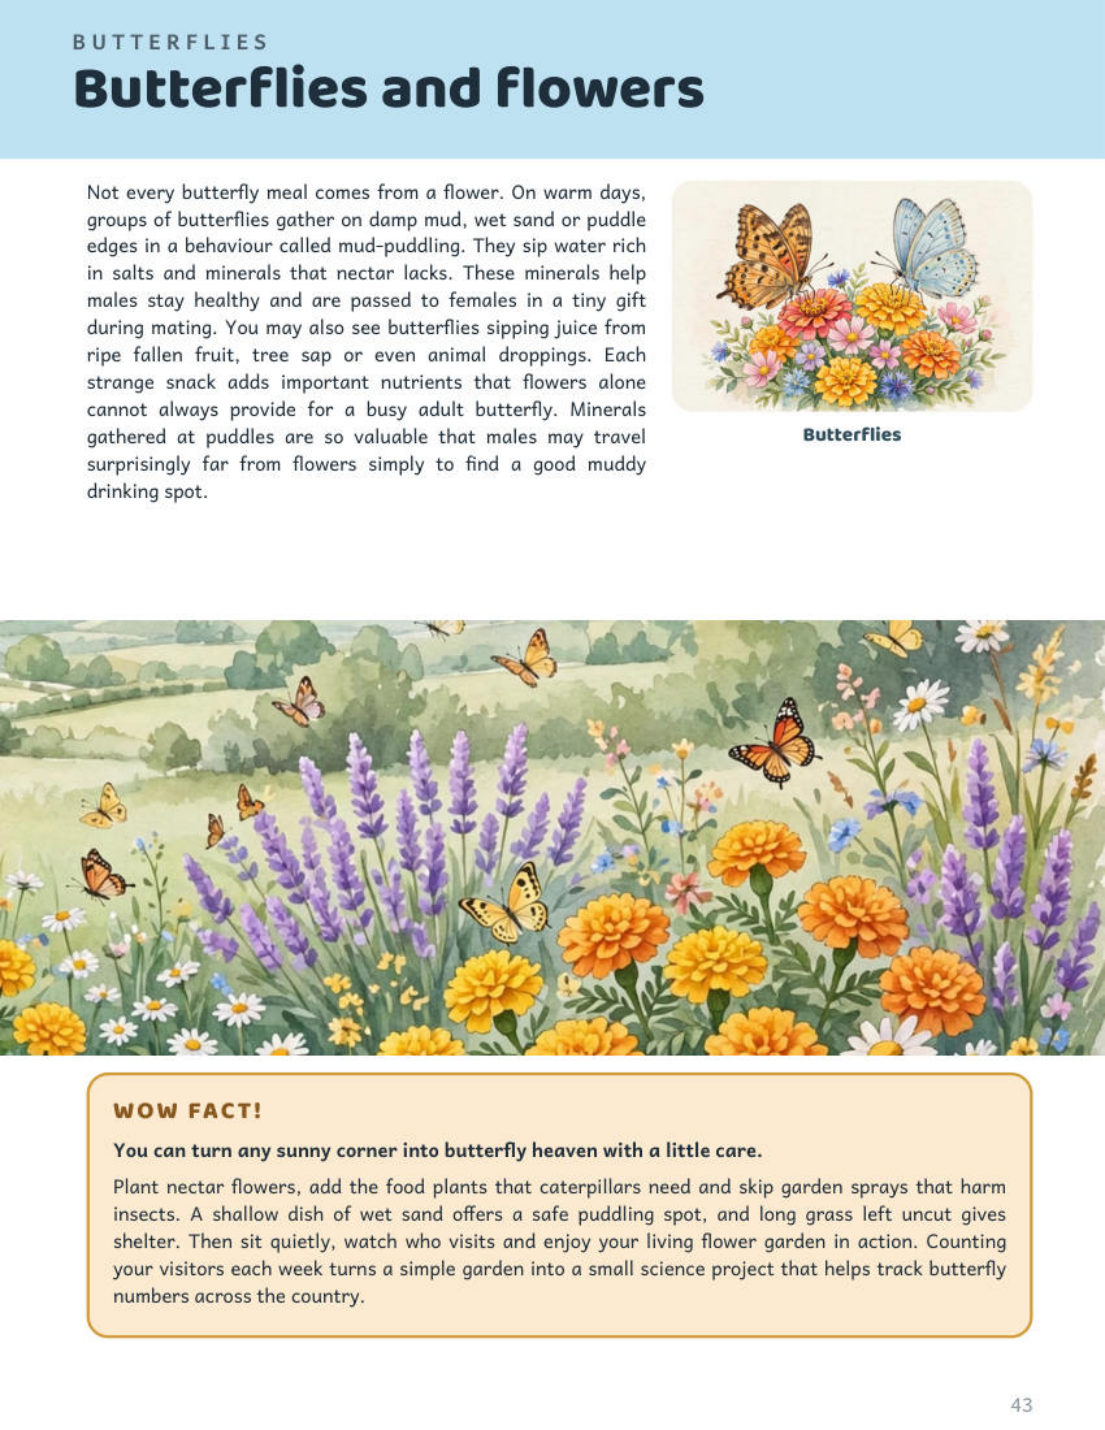 BUTTERFLIES
Butterflies and flowers
Not every butterfly meal comes from a flower. On warm days,
groups of butterflies gather on damp mud, wet sand or puddle
edges in a behaviour called mud-puddling. They sip water rich
in salts and minerals that nectar lacks. These minerals help
males stay healthy and are passed to females in a tiny gift
during mating. You may also see butterflies sipping juice from
ripe fallen fruit, tree sap or even animal droppings. Each
strange snack adds important nutrients that flowers alone
cannot always provide for a busy adult butterfly. Minerals
gathered at puddles are so valuable that males may travel
surprisingly far from flowers simply to find a good muddy
drinking spot.
Butterflies
WOW FACT!
You can turn any sunny corner into butterfly heaven with a little care.
Plant nectar flowers, add the food plants that caterpillars need and skip garden sprays that harm
insects. A shallow dish of wet sand offers a safe puddling spot, and long grass left uncut gives
shelter. Then sit quietly, watch who visits and enjoy your living flower garden in action. Counting
your visitors each week turns a simple garden into a small science project that helps track butterfly
numbers across the country.
43